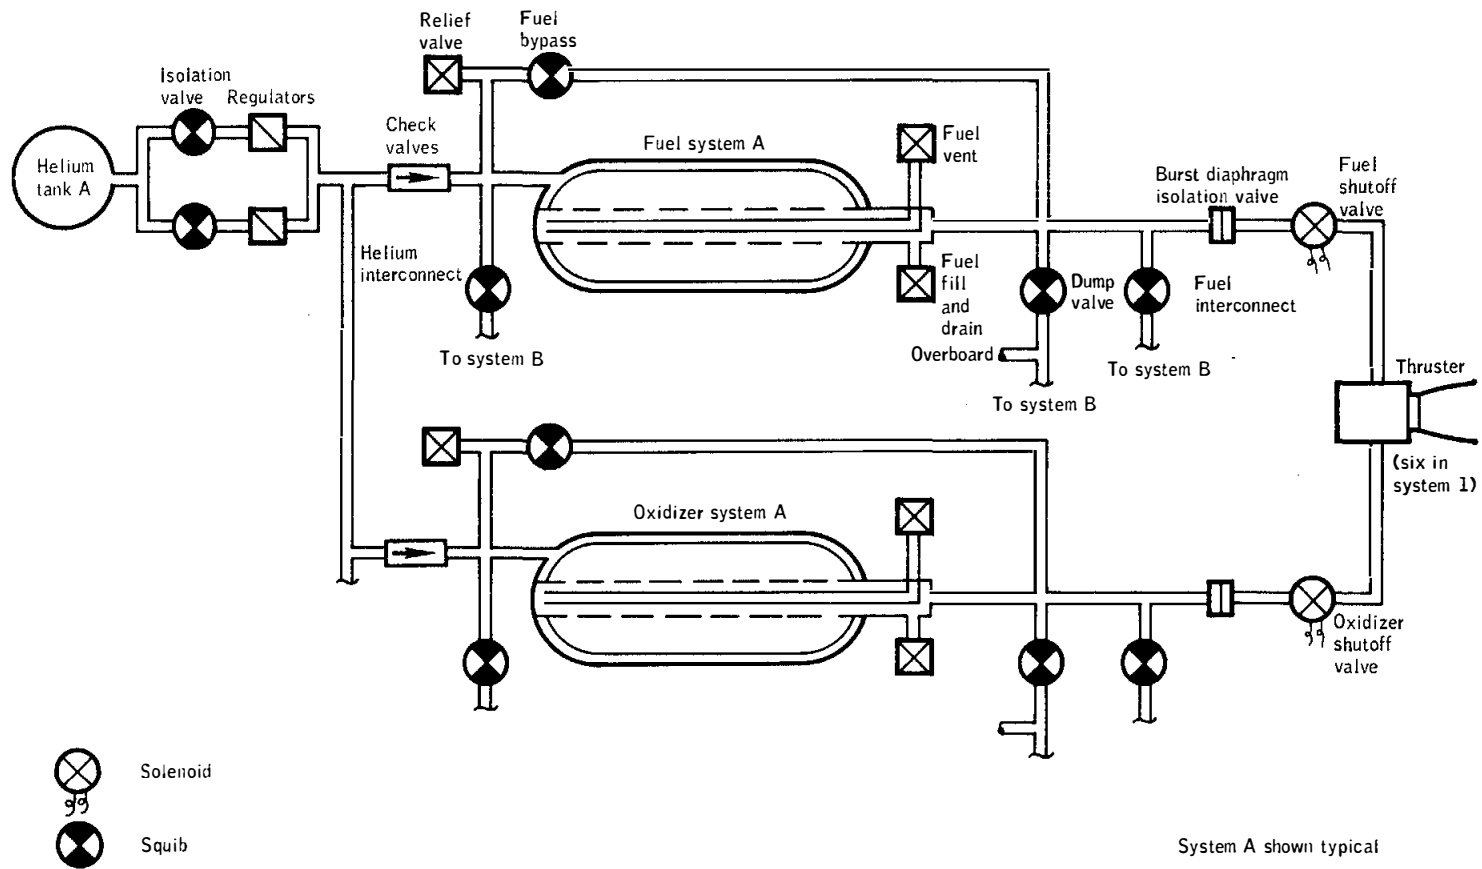 Relief
valve
Fuel
bypass
Isolation
valve
Regulators
Check
valves
Helium
tank A
Fuel system A
Fuel
vent
Burst diaphragm
isolation valve
Fuel
shutoff
valve
Helium
interconnect
Fuel
fill
and
drain
Dump
valve
Fuel
interconnect
To system B
Overboard
To system B
To system B
Thruster
(six in
system 1)
Oxidizer system A
Oxidizer
shutoff
valve
Solenoid
Squib
System A shown typical